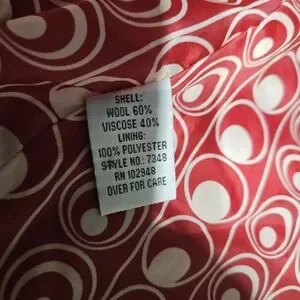 SHELL:
WOOL 60%
VISCOSE 40%
LINING:
100% POLYESTER
STYLE NO.: 7348
RN 102948
OVER FOR CARE